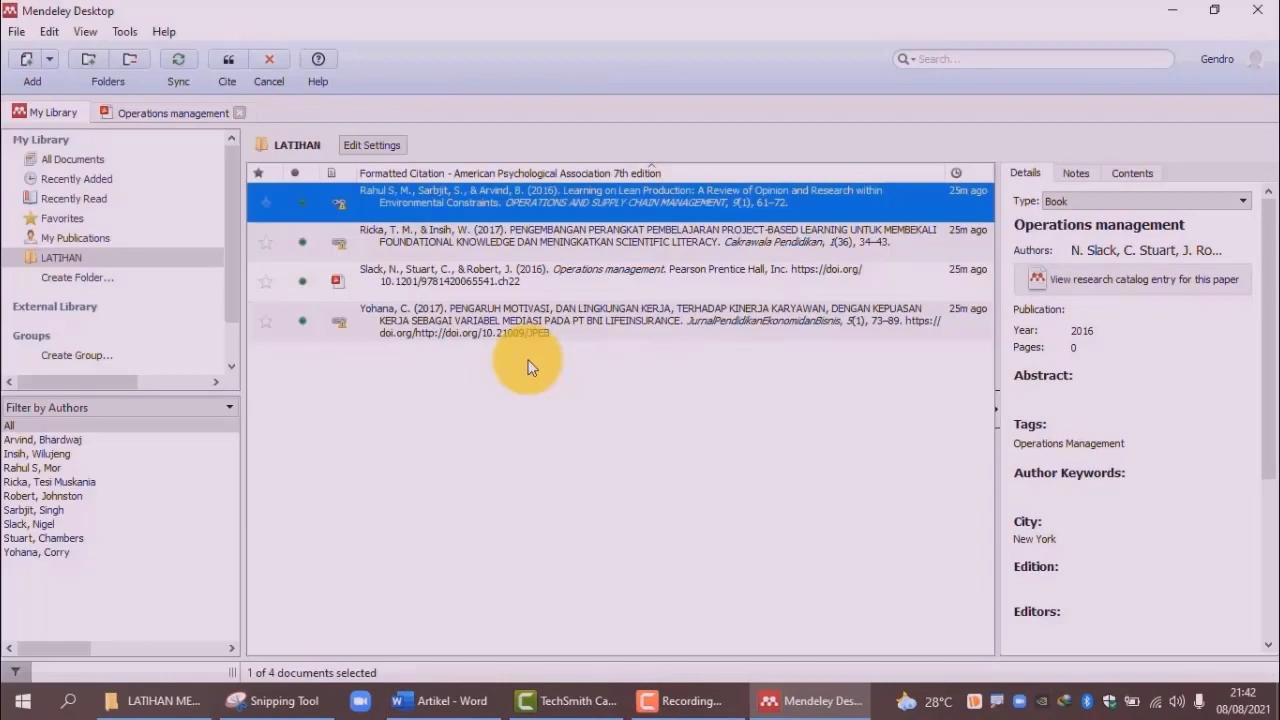 Mendeley Desktop
File Edit View Tools Help
Add Folders Sync Cite Cancel Help
Search...
Gendro
My Library
Operations management
My Library
All Documents
Recently Added
Recently Read
Favorites
My Publications
LATIHAN
Create Folder...
External Library
Groups
Create Group...
Filter by Authors
All
Arvind, Bhardwaj
Insih, Wilujeng
Rahul S, Mor
Ricka, Tesi Muskania
Robert, Johnston
Sarbjit, Singh
Slack, Nigel
Stuart, Chambers
Yohana, Corry
LATIHAN Edit Settings
Formatted Citation - American Psychological Association 7th edition
Rahul S, M., Sarbjit, S., & Arvind, B. (2016). Learning on Lean Production: A Review of Opinion and Research within 25m ago
Environmental Constraints. OPERATIONS AND SUPPLY CHAIN MANAGEMENT, 9(1), 61–72.
Ricka, T. M., & Insih, W. (2017). PENGEMBANGAN PERANGKAT PEMBELAJARAN PROJECT-BASED LEARNING UNTUK MEMBEKALI 25m ago
FOUNDATIONAL KNOWLEDGE DAN MENINGKATKAN SCIENTIFIC LITERACY. Cakrawala Pendidikan, 1(36), 34–43.
Slack, N., Stuart, C., & Robert, J. (2016). Operations management. Pearson Prentice Hall, Inc. https://doi.org/ 25m ago
10.1201/9781420065541.ch22
Yohana, C. (2017). PENGARUH MOTIVASI, DAN LINGKUNGAN KERJA, TERHADAP KINERJA KARYAWAN, DENGAN KEPUASAN 25m ago
KERJA SEBAGAI VARIABEL MEDIASI PADA PT BNI LIFEINSURANCE. JurnalPendidikanEkonomidanBisnis, 5(1), 73–89. https://
doi.org/http://doi.org/10.21009/JPEB
Details Notes Contents
Type: Book
Operations management
Authors: N. Slack, C. Stuart, J. Ro...
View research catalog entry for this paper
Publication:
Year: 2016
Pages: 0
Abstract:
Tags:
Operations Management
Author Keywords:
City:
New York
Edition:
Editors:
1 of 4 documents selected
LATIHAN ME...
Snipping Tool
Artikel - Word
TechSmith Ca...
Recording...
Mendeley Des...
28°C
21:42
08/08/2021